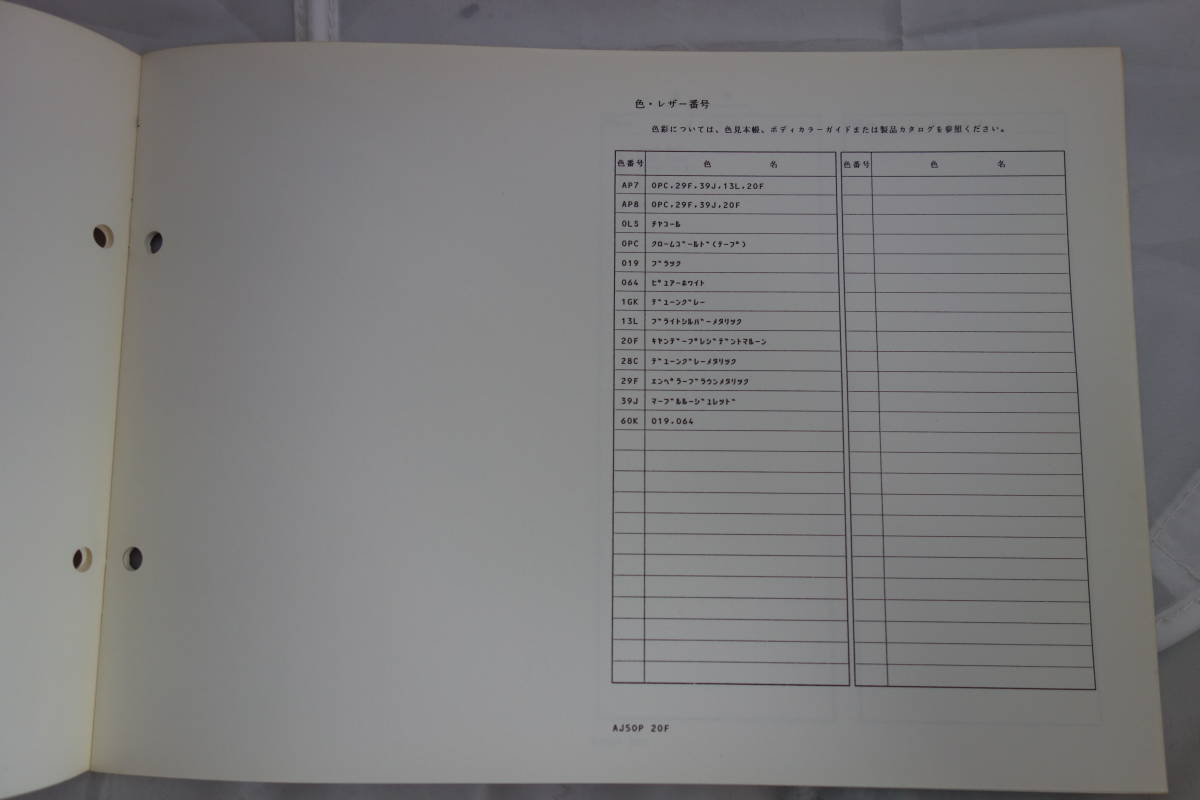 色・レザー番号
色彩については、色見本帳、ボディカラーガイドまたは製品カタログを参照ください。
色番号 色 名 色番号 色 名
AP7 0PC,29F,39J,13L,20F
AP8 0PC,29F,39J,20F
0LS チヤコール
0PC クロームゴールド(テープ)
019 ブラック
064 ピュアーホワイト
1GK デューングレー
13L ブライトシルバーメタリック
20F キヤンデープレジデントマルーン
28C デューングレーメタリック
29F エンペラーブラウンメタリック
39J マーブルルージュレッド
60K 019,064
AJ50P 20F